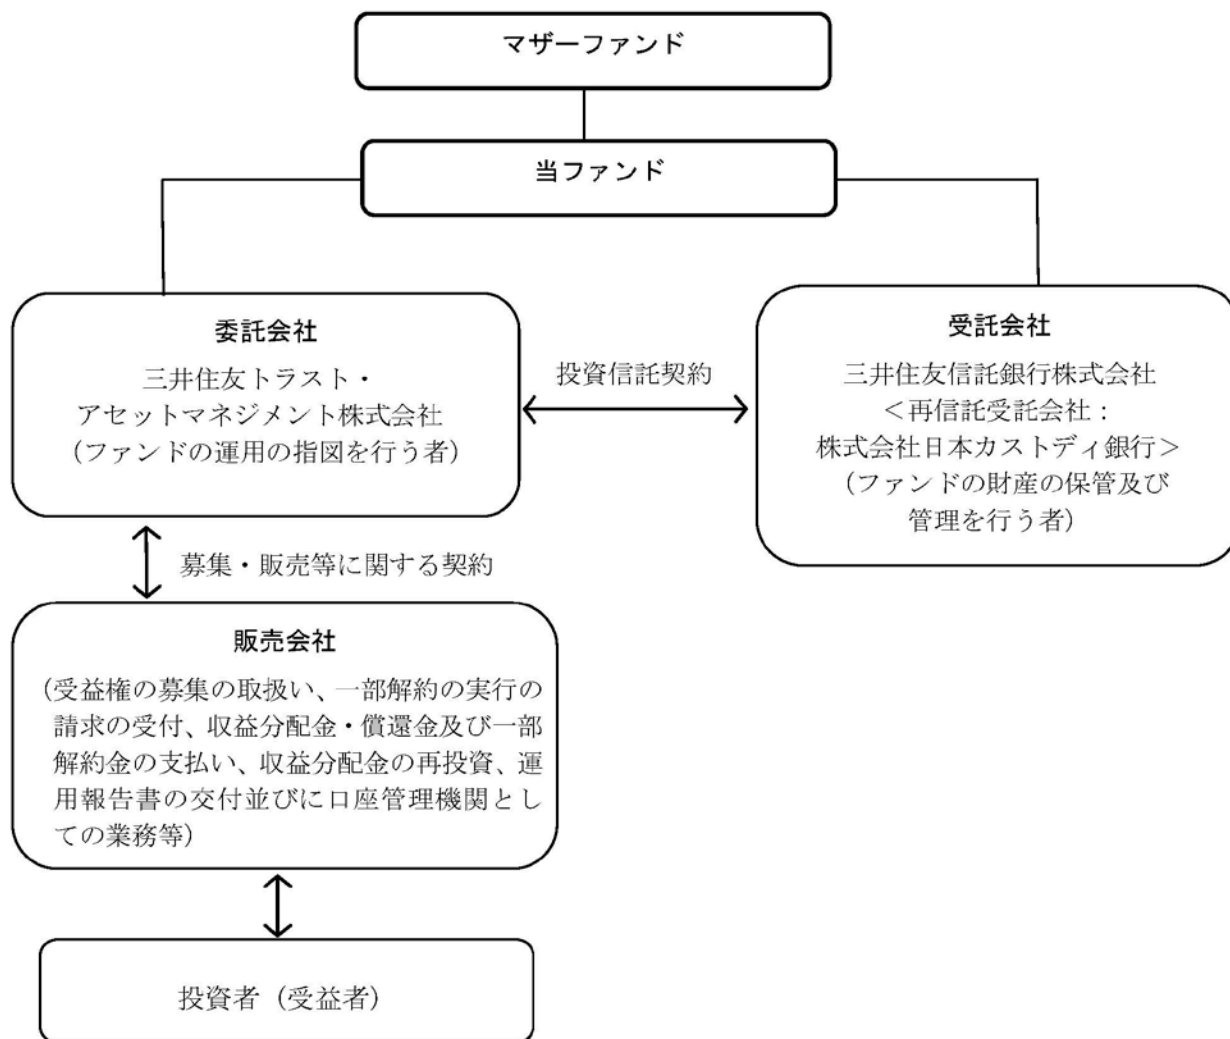 マザーファンド
当ファンド
委託会社
三井住友トラスト・
アセットマネジメント株式会社
（ファンドの運用の指図を行う者）
投資信託契約
受託会社
三井住友信託銀行株式会社
＜再信託受託会社：
株式会社日本カストディ銀行＞
（ファンドの財産の保管及び
管理を行う者）
募集・販売等に関する契約
販売会社
（受益権の募集の取扱い、一部解約の実行の
請求の受付、収益分配金・償還金及び一部
解約金の支払い、収益分配金の再投資、運
用報告書の交付並びに口座管理機関とし
ての業務等）
投資者（受益者）